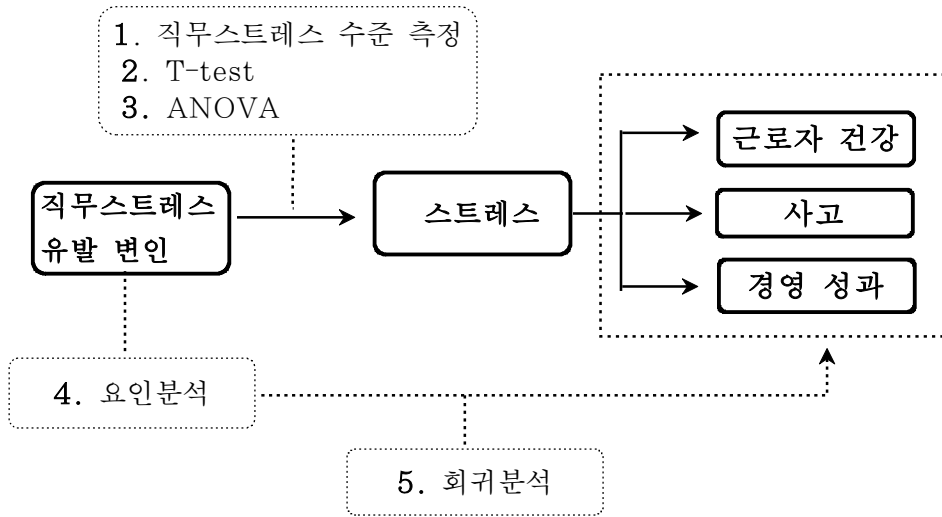 1. 직무스트레스 수준 측정
2. T-test
3. ANOVA
직무스트레스
유발 변인
스트레스
근로자 건강
사고
경영 성과
4. 요인분석
5. 회귀분석